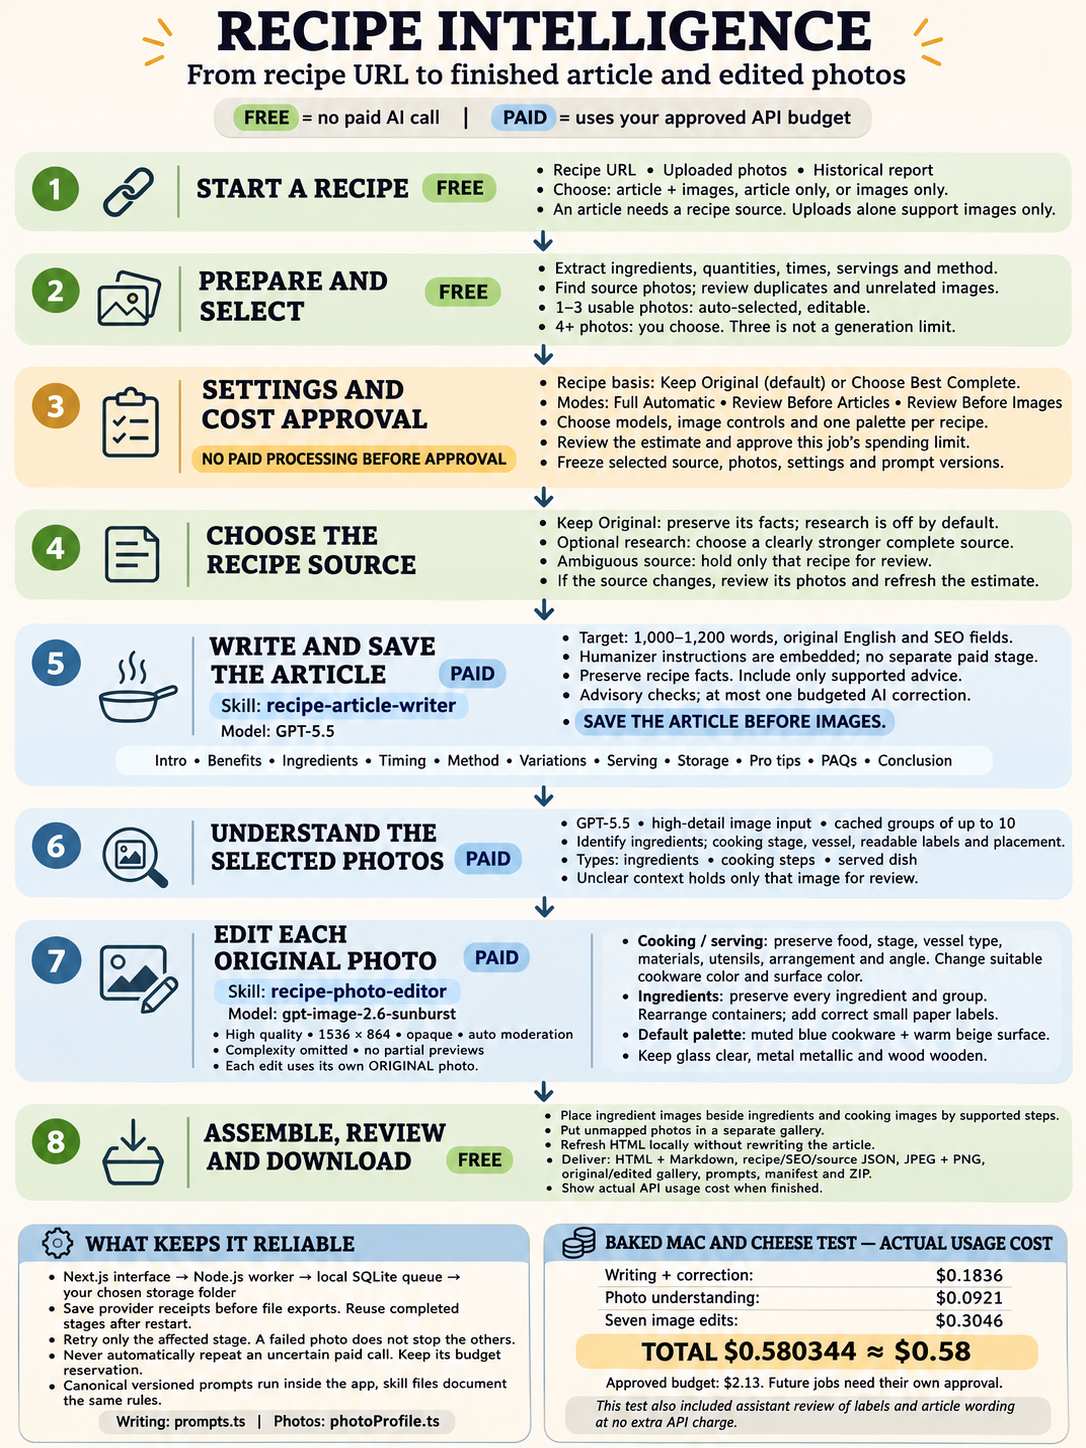 RECIPE INTELLIGENCE
From recipe URL to finished article and edited photos
FREE = no paid AI call | PAID = uses your approved API budget
1
START A RECIPE FREE
• Recipe URL • Uploaded photos • Historical report
• Choose: article + images, article only, or images only.
• An article needs a recipe source. Uploads alone support images only.
2
PREPARE AND
SELECT
FREE
• Extract ingredients, quantities, times, servings and method.
• Find source photos; review duplicates and unrelated images.
• 1–3 usable photos: auto-selected, editable.
• 4+ photos: you choose. Three is not a generation limit.
3
SETTINGS AND
COST APPROVAL
NO PAID PROCESSING BEFORE APPROVAL
• Recipe basis: Keep Original (default) or Choose Best Complete.
• Modes: Full Automatic • Review Before Articles • Review Before Images
• Choose models, image controls and one palette per recipe.
• Review the estimate and approve this job's spending limit.
• Freeze selected source, photos, settings and prompt versions.
4
CHOOSE THE
RECIPE SOURCE
• Keep Original: preserve its facts; research is off by default.
• Optional research: choose a clearly stronger complete source.
• Ambiguous source: hold only that recipe for review.
• If the source changes, review its photos and refresh the estimate.
5
WRITE AND SAVE
THE ARTICLE PAID
Skill: recipe-article-writer
Model: GPT-5.5
• Target: 1,000–1,200 words, original English and SEO fields.
• Humanizer instructions are embedded; no separate paid stage.
• Preserve recipe facts. Include only supported advice.
• Advisory checks; at most one budgeted AI correction.
• SAVE THE ARTICLE BEFORE IMAGES.
Intro • Benefits • Ingredients • Timing • Method • Variations • Serving • Storage • Pro tips • PAQs • Conclusion
6
UNDERSTAND THE
SELECTED PHOTOS PAID
• GPT-5.5 • high-detail image input • cached groups of up to 10
• Identify ingredients; cooking stage, vessel, readable labels and placement.
• Types: ingredients • cooking steps • served dish
• Unclear context holds only that image for review.
7
EDIT EACH
ORIGINAL PHOTO PAID
Skill: recipe-photo-editor
Model: gpt-image-2.6-sunburst
• High quality • 1536 × 864 • opaque • auto moderation
• Complexity omitted • no partial previews
• Each edit uses its own ORIGINAL photo.
• Cooking / serving: preserve food, stage, vessel type,
materials, utensils, arrangement and angle. Change suitable
cookware color and surface color.
• Ingredients: preserve every ingredient and group.
Rearrange containers; add correct small paper labels.
• Default palette: muted blue cookware + warm beige surface.
• Keep glass clear, metal metallic and wood wooden.
8
ASSEMBLE, REVIEW
AND DOWNLOAD FREE
• Place ingredient images beside ingredients and cooking images by supported steps.
• Put unmapped photos in a separate gallery.
• Refresh HTML locally without rewriting the article.
• Deliver: HTML + Markdown, recipe/SEO/source JSON, JPEG + PNG,
original/edited gallery, prompts, manifest and ZIP.
• Show actual API usage cost when finished.
WHAT KEEPS IT RELIABLE
• Next.js interface → Node.js worker → local SQLite queue →
your chosen storage folder
• Save provider receipts before file exports. Reuse completed
stages after restart.
• Retry only the affected stage. A failed photo does not stop the others.
• Never automatically repeat an uncertain paid call. Keep its budget
reservation.
• Canonical versioned prompts run inside the app, skill files document
the same rules.
Writing: prompts.ts | Photos: photoProfile.ts
BAKED MAC AND CHEESE TEST — ACTUAL USAGE COST
Writing + correction: $0.1836
Photo understanding: $0.0921
Seven image edits: $0.3046
TOTAL $0.580344 ≈ $0.58
Approved budget: $2.13. Future jobs need their own approval.
This test also included assistant review of labels and article wording
at no extra API charge.